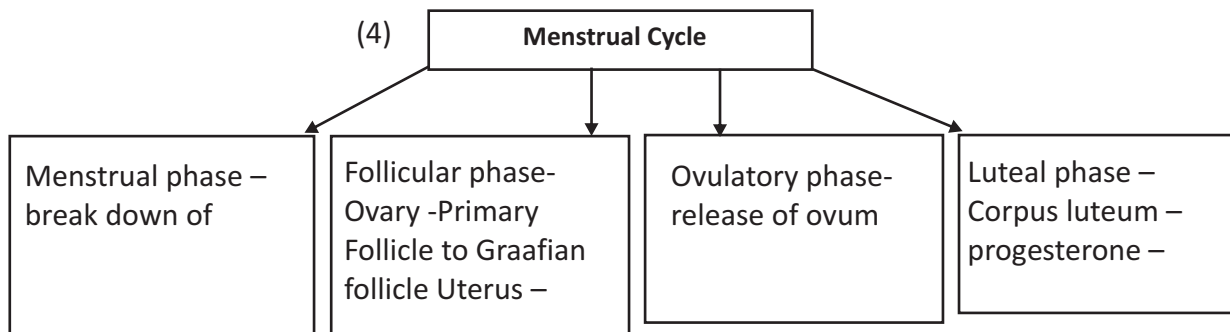 (4)
Menstrual Cycle
Menstrual phase –
break down of
Follicular phase-
Ovary -Primary
Follicle to Graafian
follicle Uterus –
Ovulatory phase-
release of ovum
Luteal phase –
Corpus luteum –
progesterone –